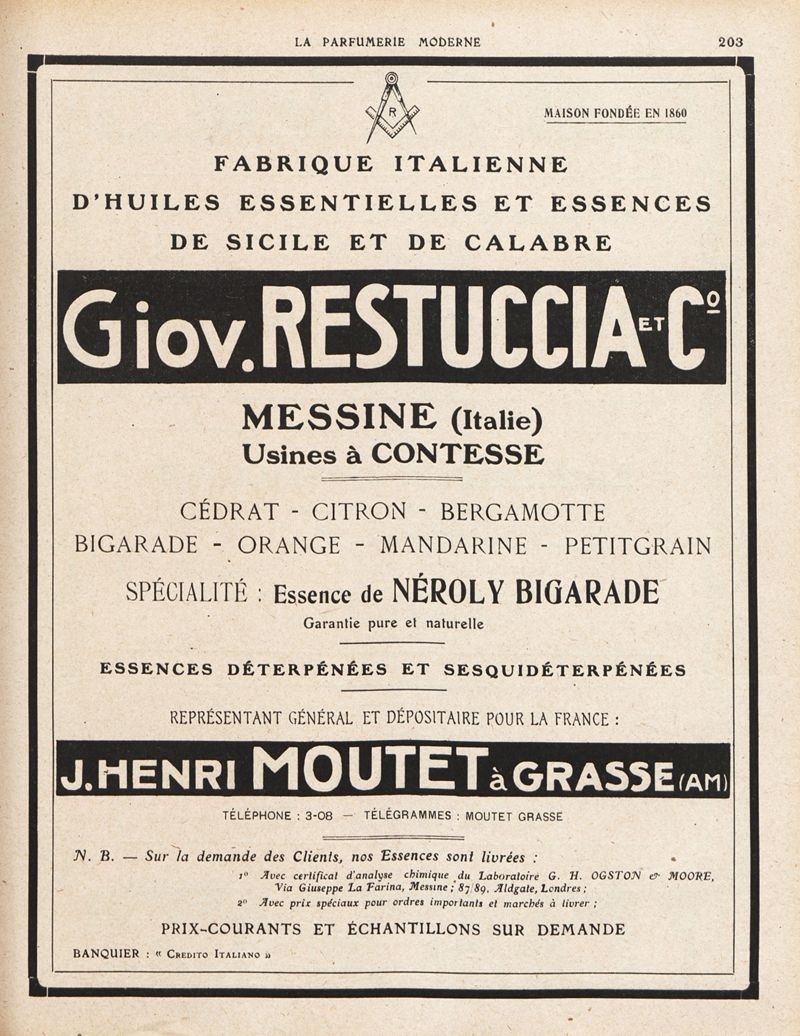 LA PARFUMERIE MODERNE
203
R
MAISON FONDÉE EN 1860
FABRIQUE ITALIENNE
D'HUILES ESSENTIELLES ET ESSENCES
DE SICILE ET DE CALABRE
Giov. RESTUCCIA ET Cº
MESSINE (Italie)
Usines à CONTESSE
CÉDRAT - CITRON - BERGAMOTTE
BIGARADE - ORANGE - MANDARINE - PETITGRAIN
SPÉCIALITÉ : Essence de NÉROLY BIGARADE
Garantie pure et naturelle
ESSENCES DÉTERPÉNÉES ET SESQUIDÉTERPÉNÉES
REPRÉSENTANT GÉNÉRAL ET DÉPOSITAIRE POUR LA FRANCE :
J. HENRI MOUTET à GRASSE (AM)
TÉLÉPHONE : 3-08 — TÉLÉGRAMMES : MOUTET GRASSE
N. B. — Sur la demande des Clients, nos Essences sont livrées :
1º Avec certificat d'analyse chimique du Laboratoire G. H. OGSTON & MOORE,
Via Giuseppe La Farina, Messine ; 87/89. Aldgate, Londres ;
2º Avec prix spéciaux pour ordres importants et marchés à livrer ;
PRIX-COURANTS ET ÉCHANTILLONS SUR DEMANDE
BANQUIER : « CREDITO ITALIANO »